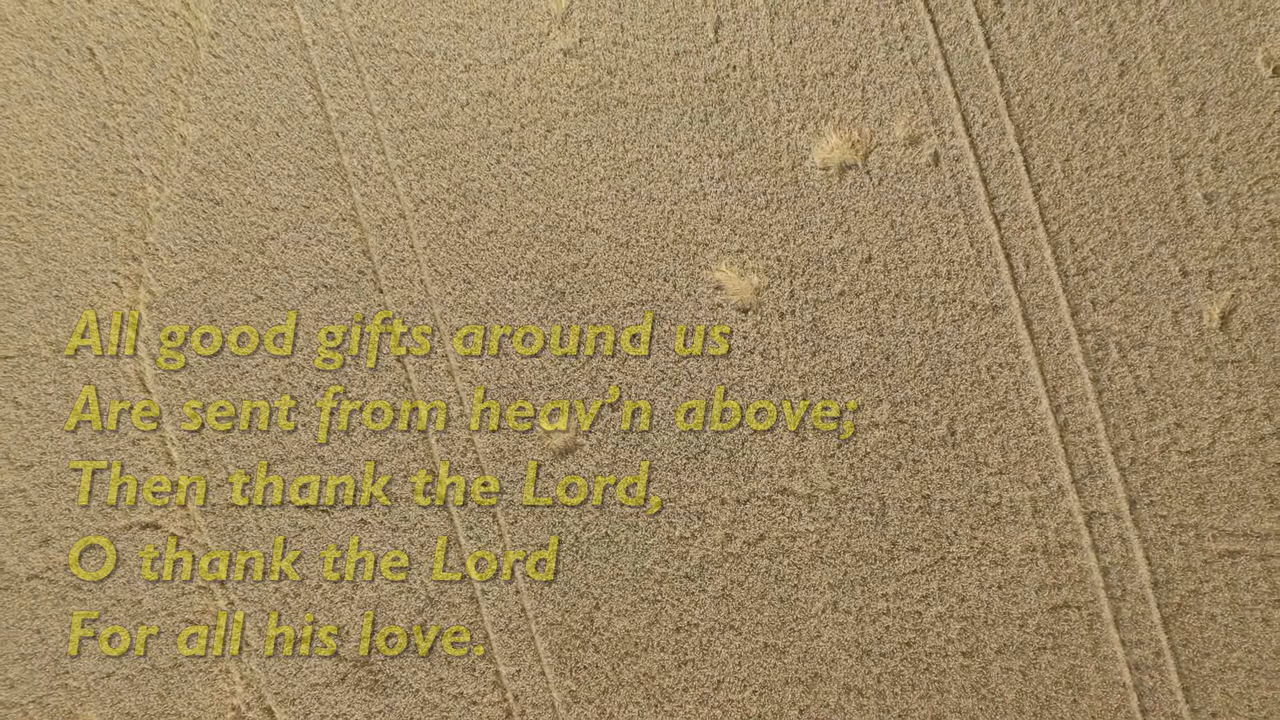 All good gifts around us
Are sent from heav’n above;
Then thank the Lord,
O thank the Lord
For all his love.